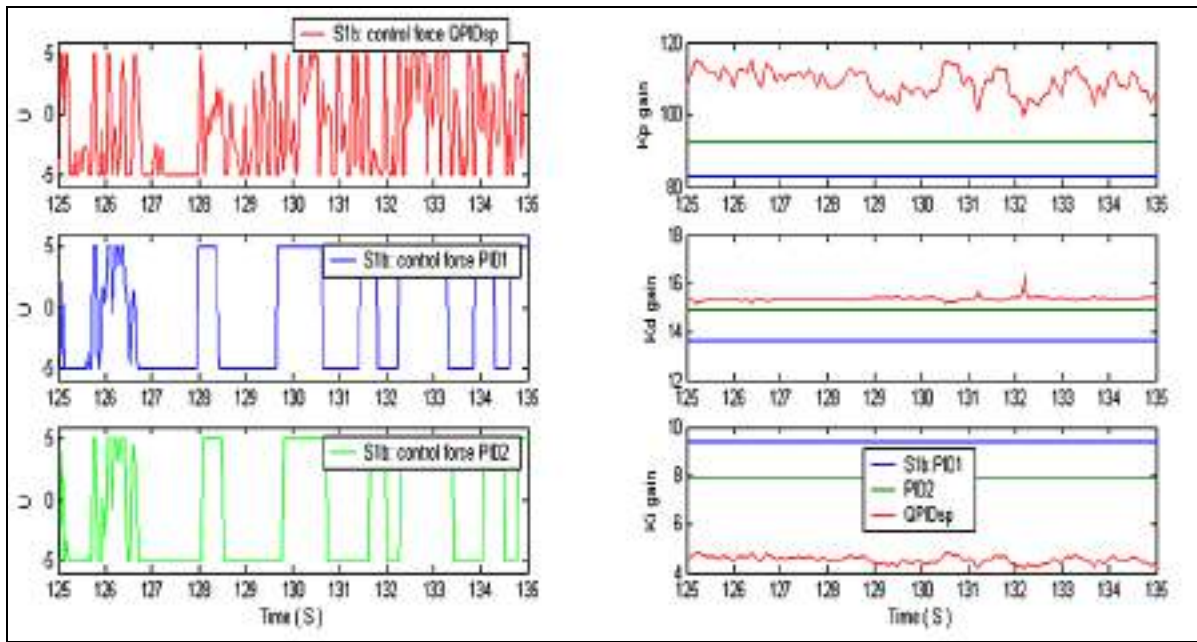 S1b: control force QPIDsp
5
0
-5
U
125 126 127 128 129 130 131 132 133 134 135
S1b: control force PID1
5
0
-5
U
125 126 127 128 129 130 131 132 133 134 135
S1b: control force PID2
5
0
-5
U
125 126 127 128 129 130 131 132 133 134 135
Time ( S )
120
100
80
Kp gain
125 126 127 128 129 130 131 132 133 134 135
18
16
14
12
Kd gain
125 126 127 128 129 130 131 132 133 134 135
10
8
6
4
Ki gain
S1b:PID1
PID2
QPIDsp
125 126 127 128 129 130 131 132 133 134 135
Time ( S )